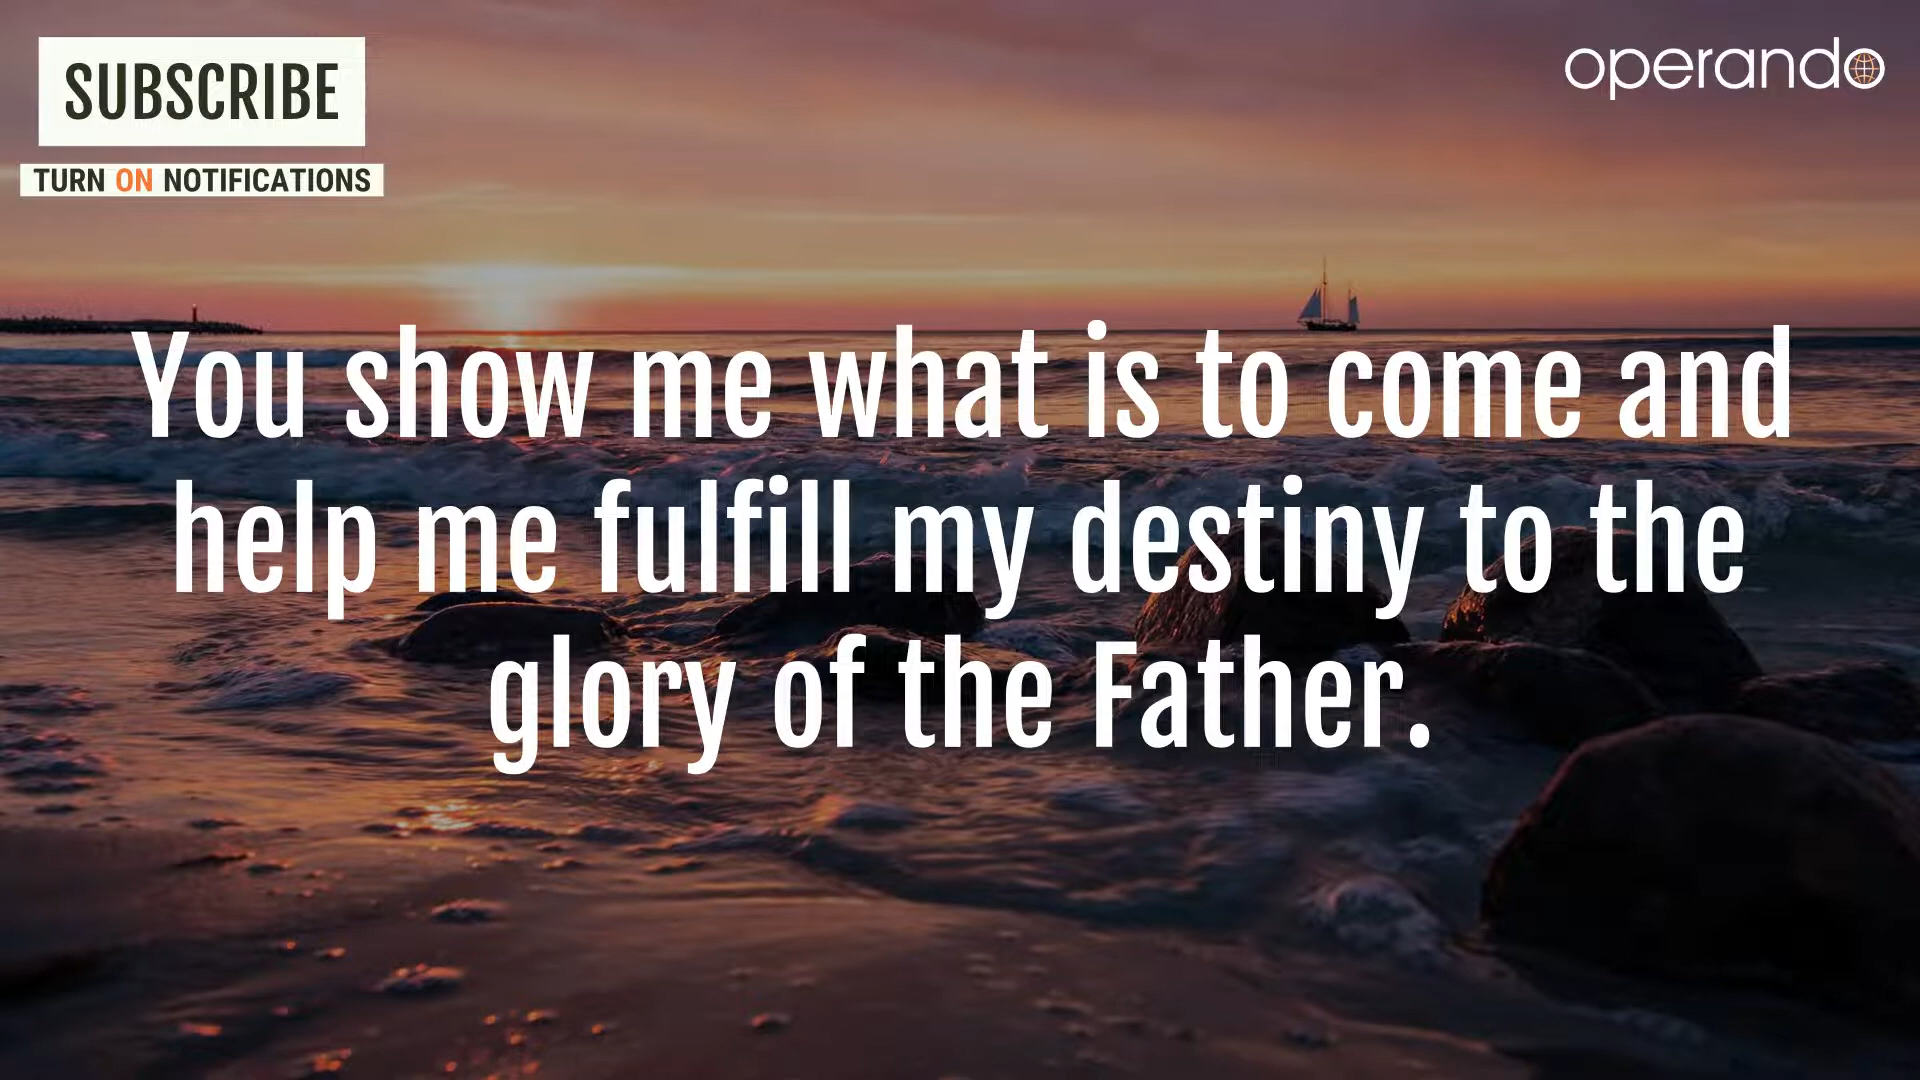 SUBSCRIBE
TURN ON NOTIFICATIONS
operando
You show me what is to come and
help me fulfill my destiny to the
glory of the Father.